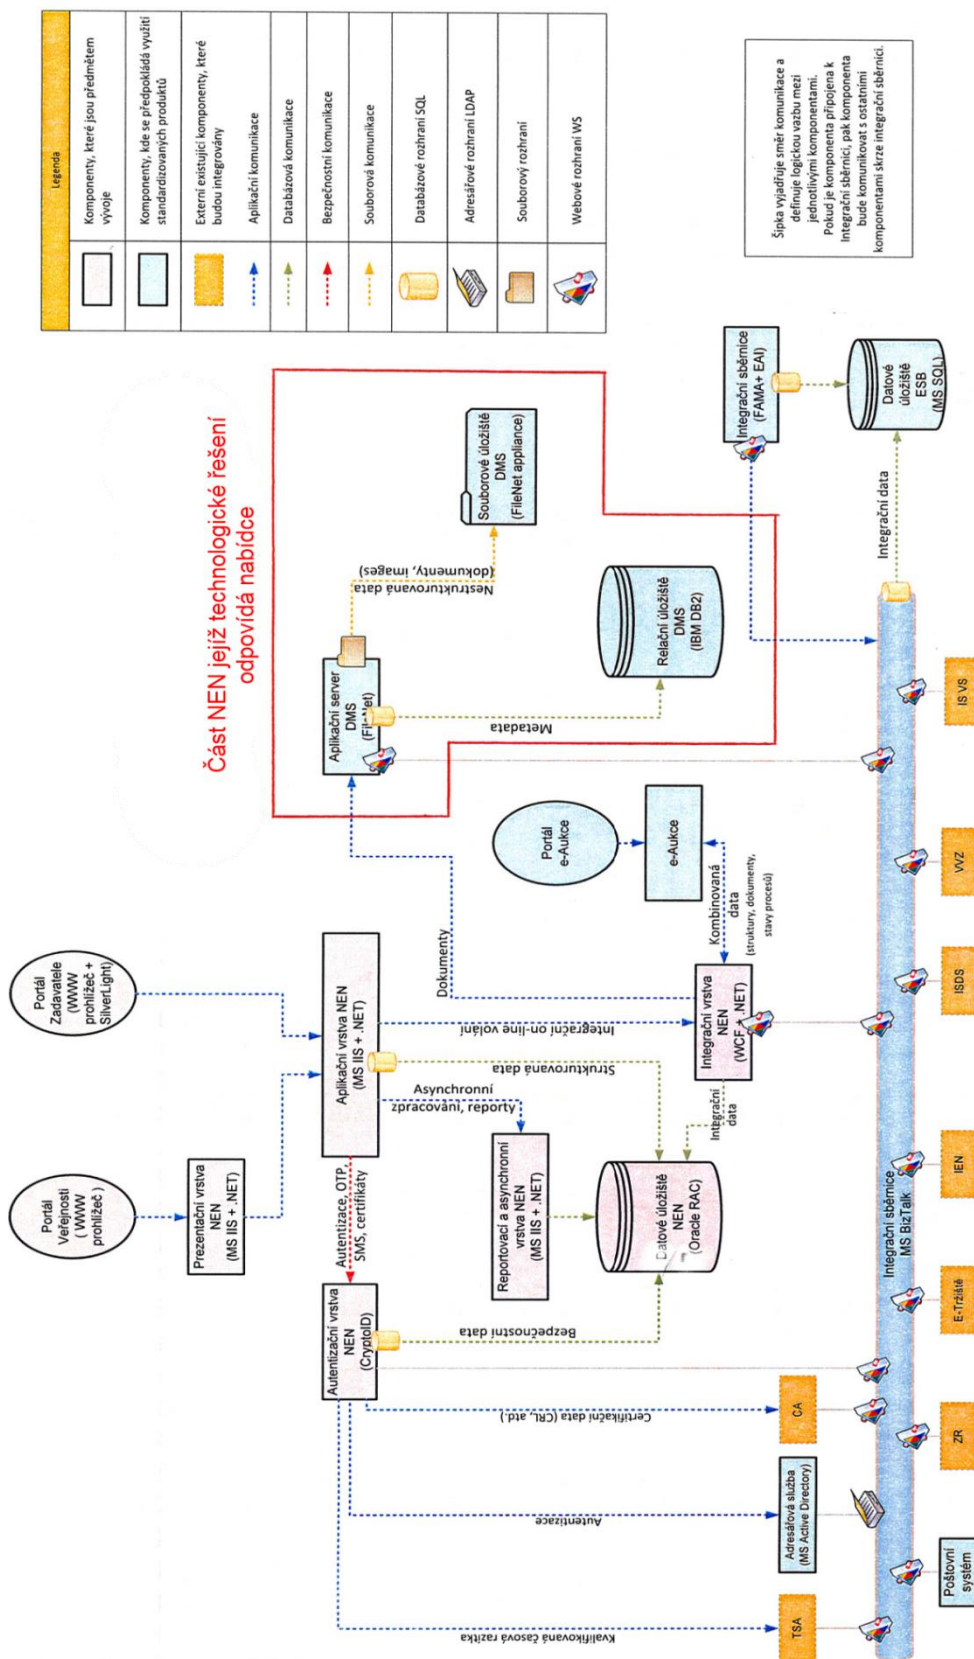 Portál
Veřejnosti
( WWW
prohlížeč )
Portál
Zadavatele
(WWW
prohlížeč +
SilverLight)
Prezentační vrstva
NEN
(MS IIS + .NET)
Autentizační vrstva
NEN
(CryptoID)
Autentizace, OTP,
SMS, certifikáty
Aplikační vrstva NEN
(MS IIS + .NET)
Asynchronní
zpracování, reporty
Strukturovaná data
Integrační on-line volání
Dokumenty
Reportovací a asynchronní
vrstva NEN
(MS IIS + .NET)
Bezpečnostní data
Datové úložiště
NEN
(Oracle RAC)
Integrační
data
Integrační vrstva
NEN
(WCF + .NET)
Kombinovaná
data
(struktury, dokumenty,
stavy procesů)
Portál
e-Aukce
e-Aukce
Část NEN jejíž technologické řešení
odpovídá nabídce
Aplikační server
DMS
Nestrukturovaná data
(dokumenty, images)
Souborové úložiště
DMS
(FileNet appliance)
Metadata
Relační úložiště
DMS
(IBM DB2)
Kvalifikovaná časová razítka
Autentizace
Certifikační data (CRL atd.)
TSA
Adresářová služba
(MS Active Directory)
CA
Integrační sběrnice
MS BizTalk
Integrační sběrnice
(FAMA+ EAI)
Integrační data
Datové
úložiště
ESB
(MS SQL)
Poštovní
systém
ZR
E-Tržiště
IEN
ISDS
VVZ
IS VS
Legenda
Komponenty, které jsou předmětem
vývoje
Komponenty, kde se předpokládá využití
standardizovaných produktů
Externí existující komponenty, které
budou integrovány
Aplikační komunikace
Databázová komunikace
Bezpečnostní komunikace
Souborová komunikace
Databázové rozhraní SQL
Adresářové rozhraní LDAP
Souborový rozhraní
Webové rozhraní WS
Šipka vyjadřuje směr komunikace a
definuje logickou vazbu mezi
jednotlivými komponentami.
Pokud je komponenta připojena k
Integrační sběrnici, pak komponenta
bude komunikovat s ostatními
komponentami skrze integrační sběrnici.